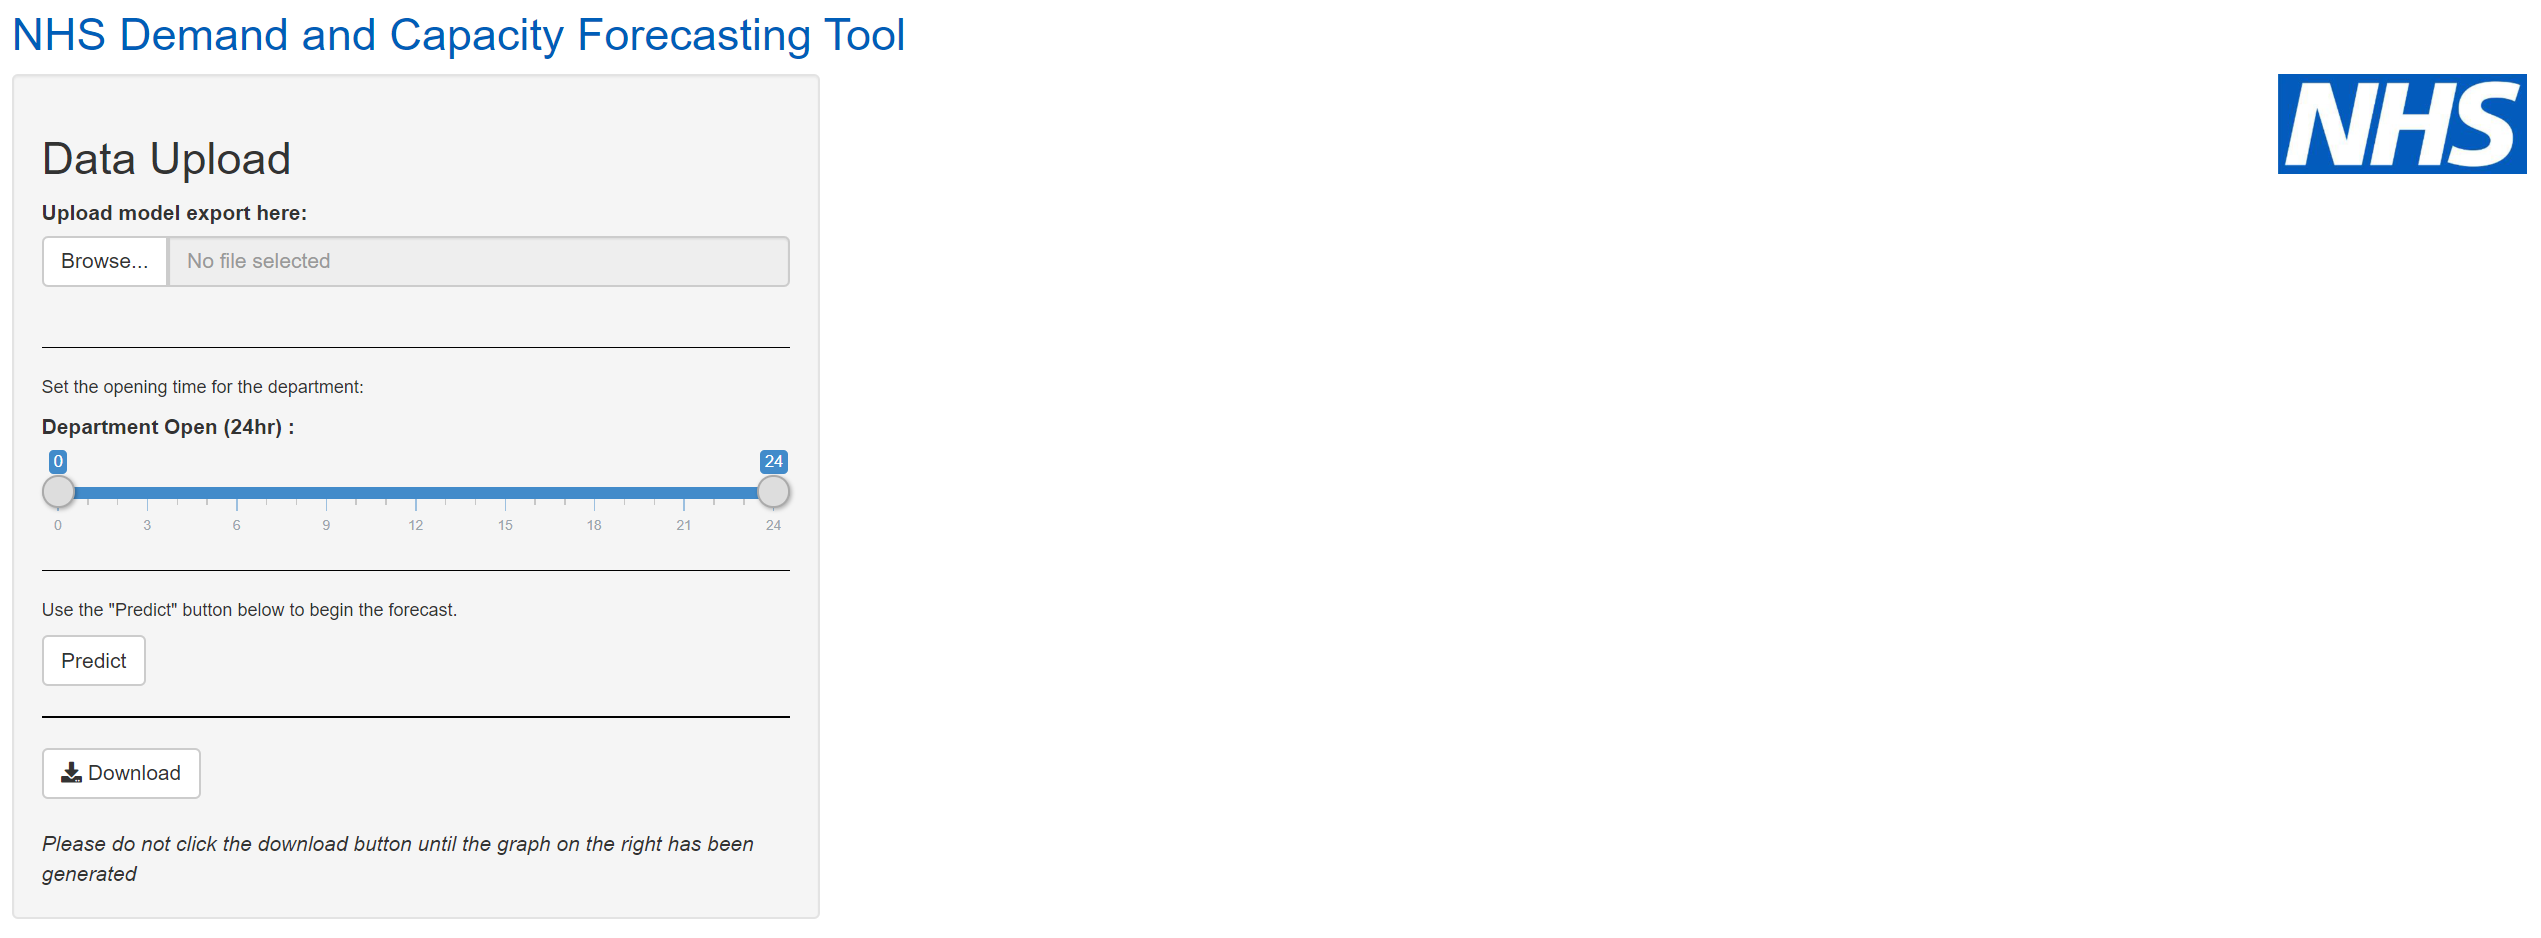 NHS Demand and Capacity Forecasting Tool
NHS
Data Upload
Upload model export here:
Browse... No file selected
Set the opening time for the department:
Department Open (24hr) :
0 24
0 3 6 9 12 15 18 21 24
Use the "Predict" button below to begin the forecast.
Predict
Download
Please do not click the download button until the graph on the right has been
generated